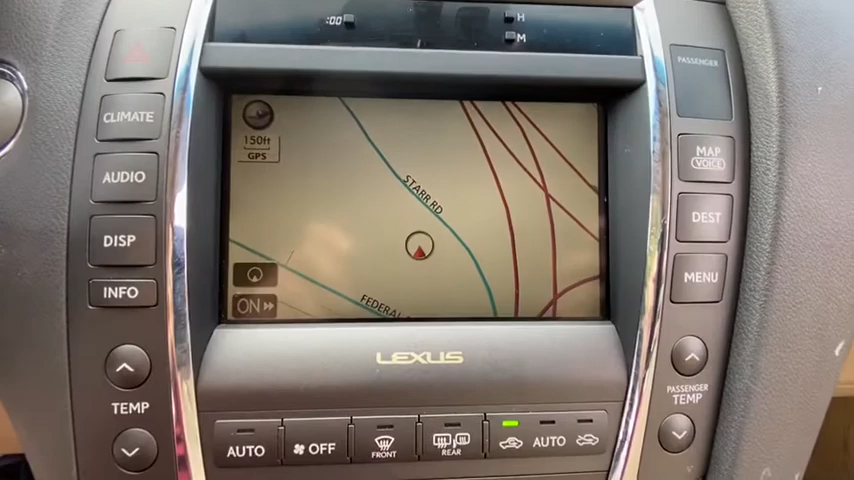 :00
H
M
PASSENGER
CLIMATE
AUDIO
DISP
INFO
150ft
GPS
STARR RD
FEDERAL
ON
MAP
VOICE
DEST
MENU
LEXUS
TEMP
PASSENGER
TEMP
AUTO
OFF
FRONT
REAR
AUTO